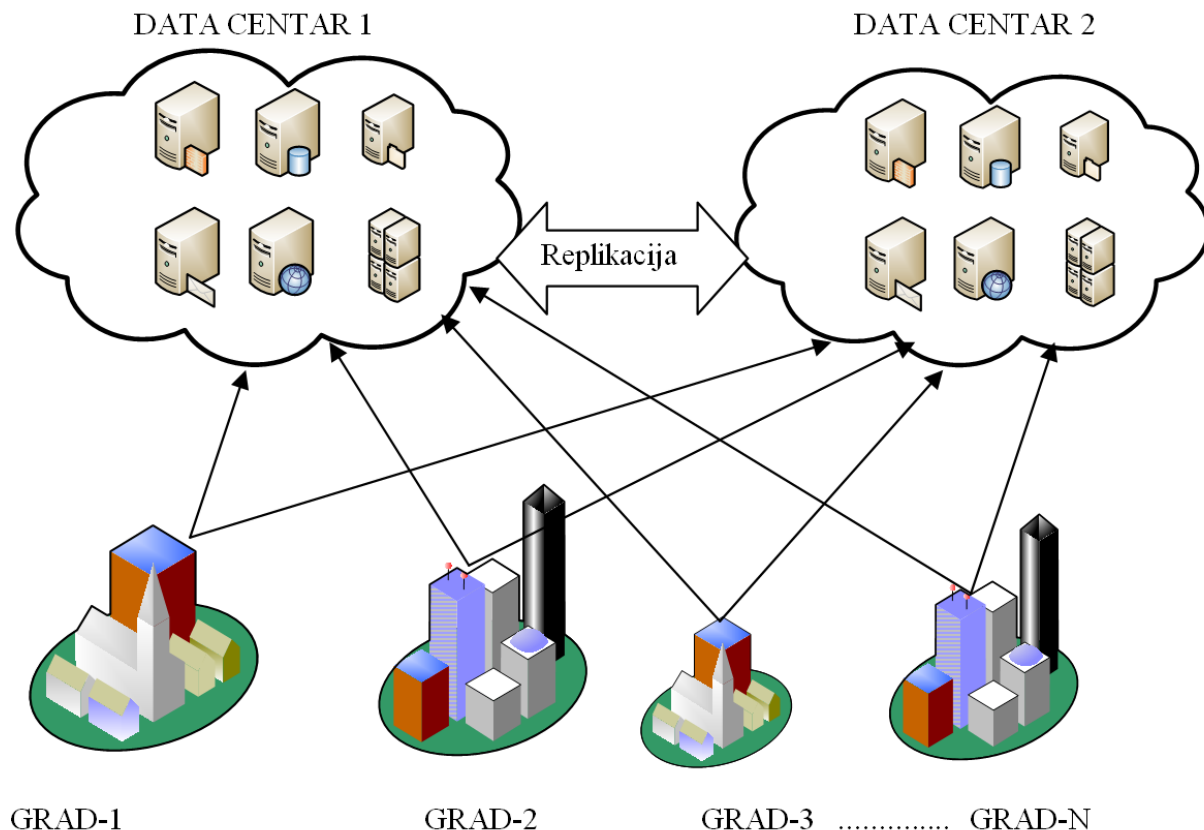 DATA CENTAR 1
DATA CENTAR 2
Replikacija
GRAD-1
GRAD-2
GRAD-3 ............. GRAD-N